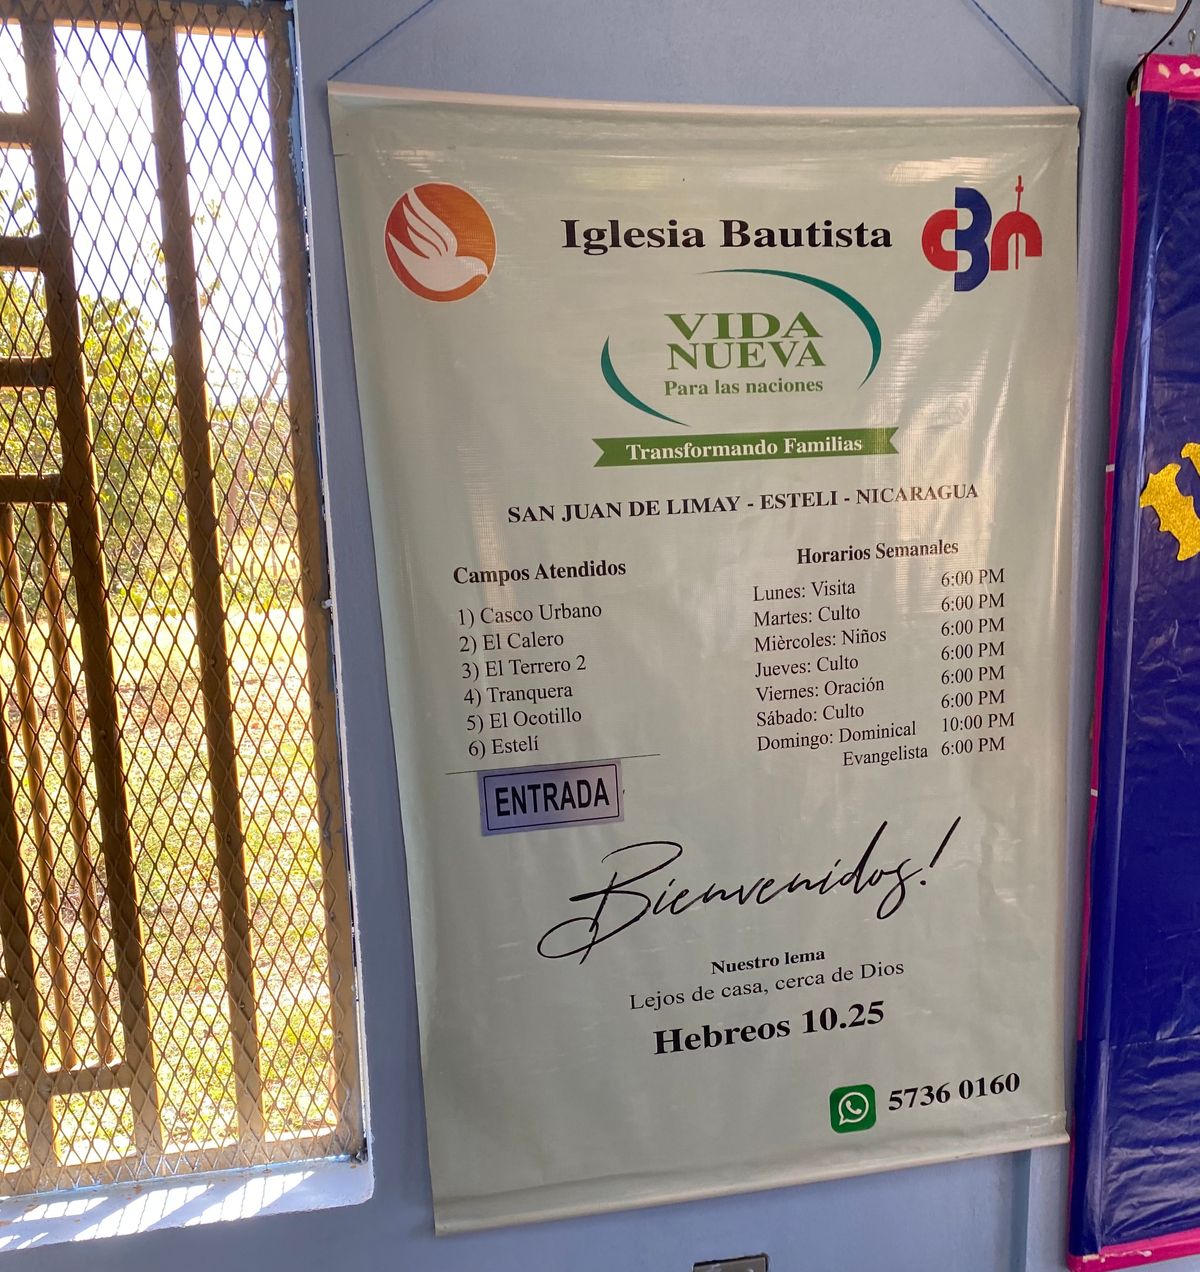 Iglesia Bautista
CBN
VIDA
NUEVA
Para las naciones
Transformando Familias
SAN JUAN DE LIMAY - ESTELI - NICARAGUA
Campos Atendidos
1) Casco Urbano
2) El Calero
3) El Terrero 2
4) Tranquera
5) El Ocotillo
6) Estelí
ENTRADA
Horarios Semanales
Lunes: Visita 6:00 PM
Martes: Culto 6:00 PM
Mièrcoles: Niños 6:00 PM
Jueves: Culto 6:00 PM
Viernes: Oración 6:00 PM
Sábado: Culto 6:00 PM
Domingo: Dominical 10:00 PM
Evangelista 6:00 PM
Bienvenidos!
Nuestro lema
Lejos de casa, cerca de Dios
Hebreos 10.25
5736 0160